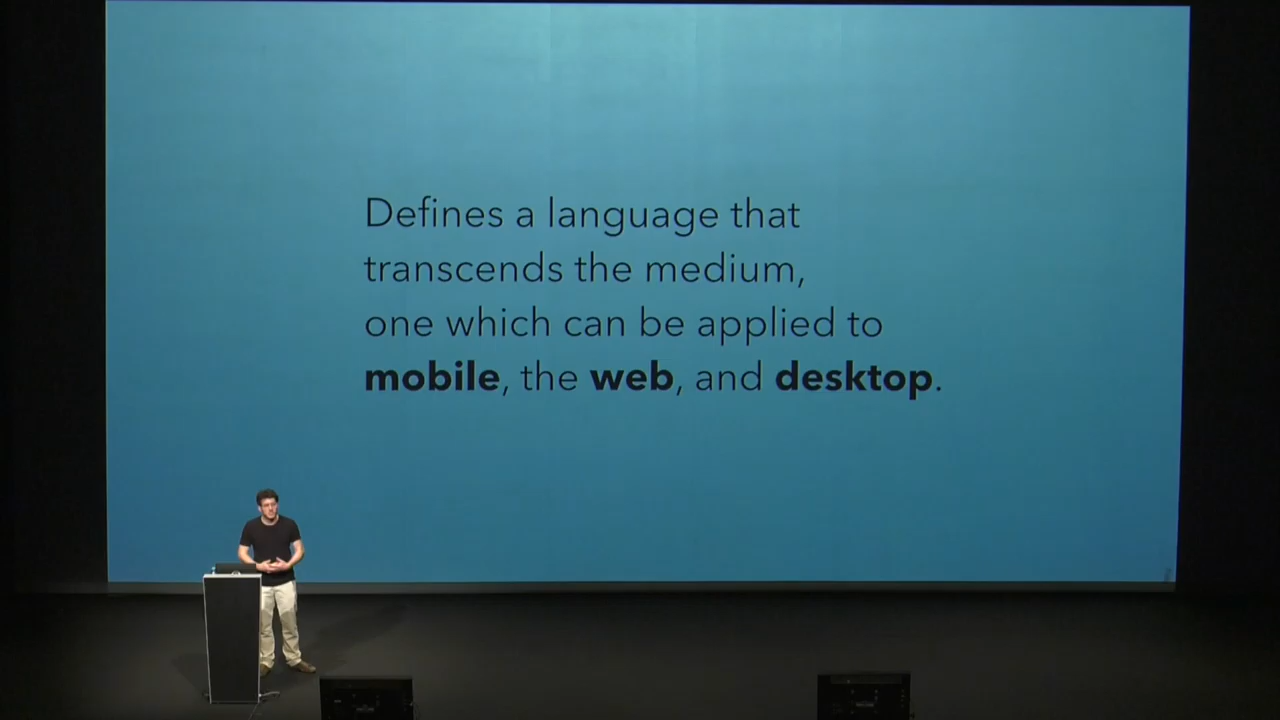 Defines a language that
transcends the medium,
one which can be applied to
mobile, the web, and desktop.